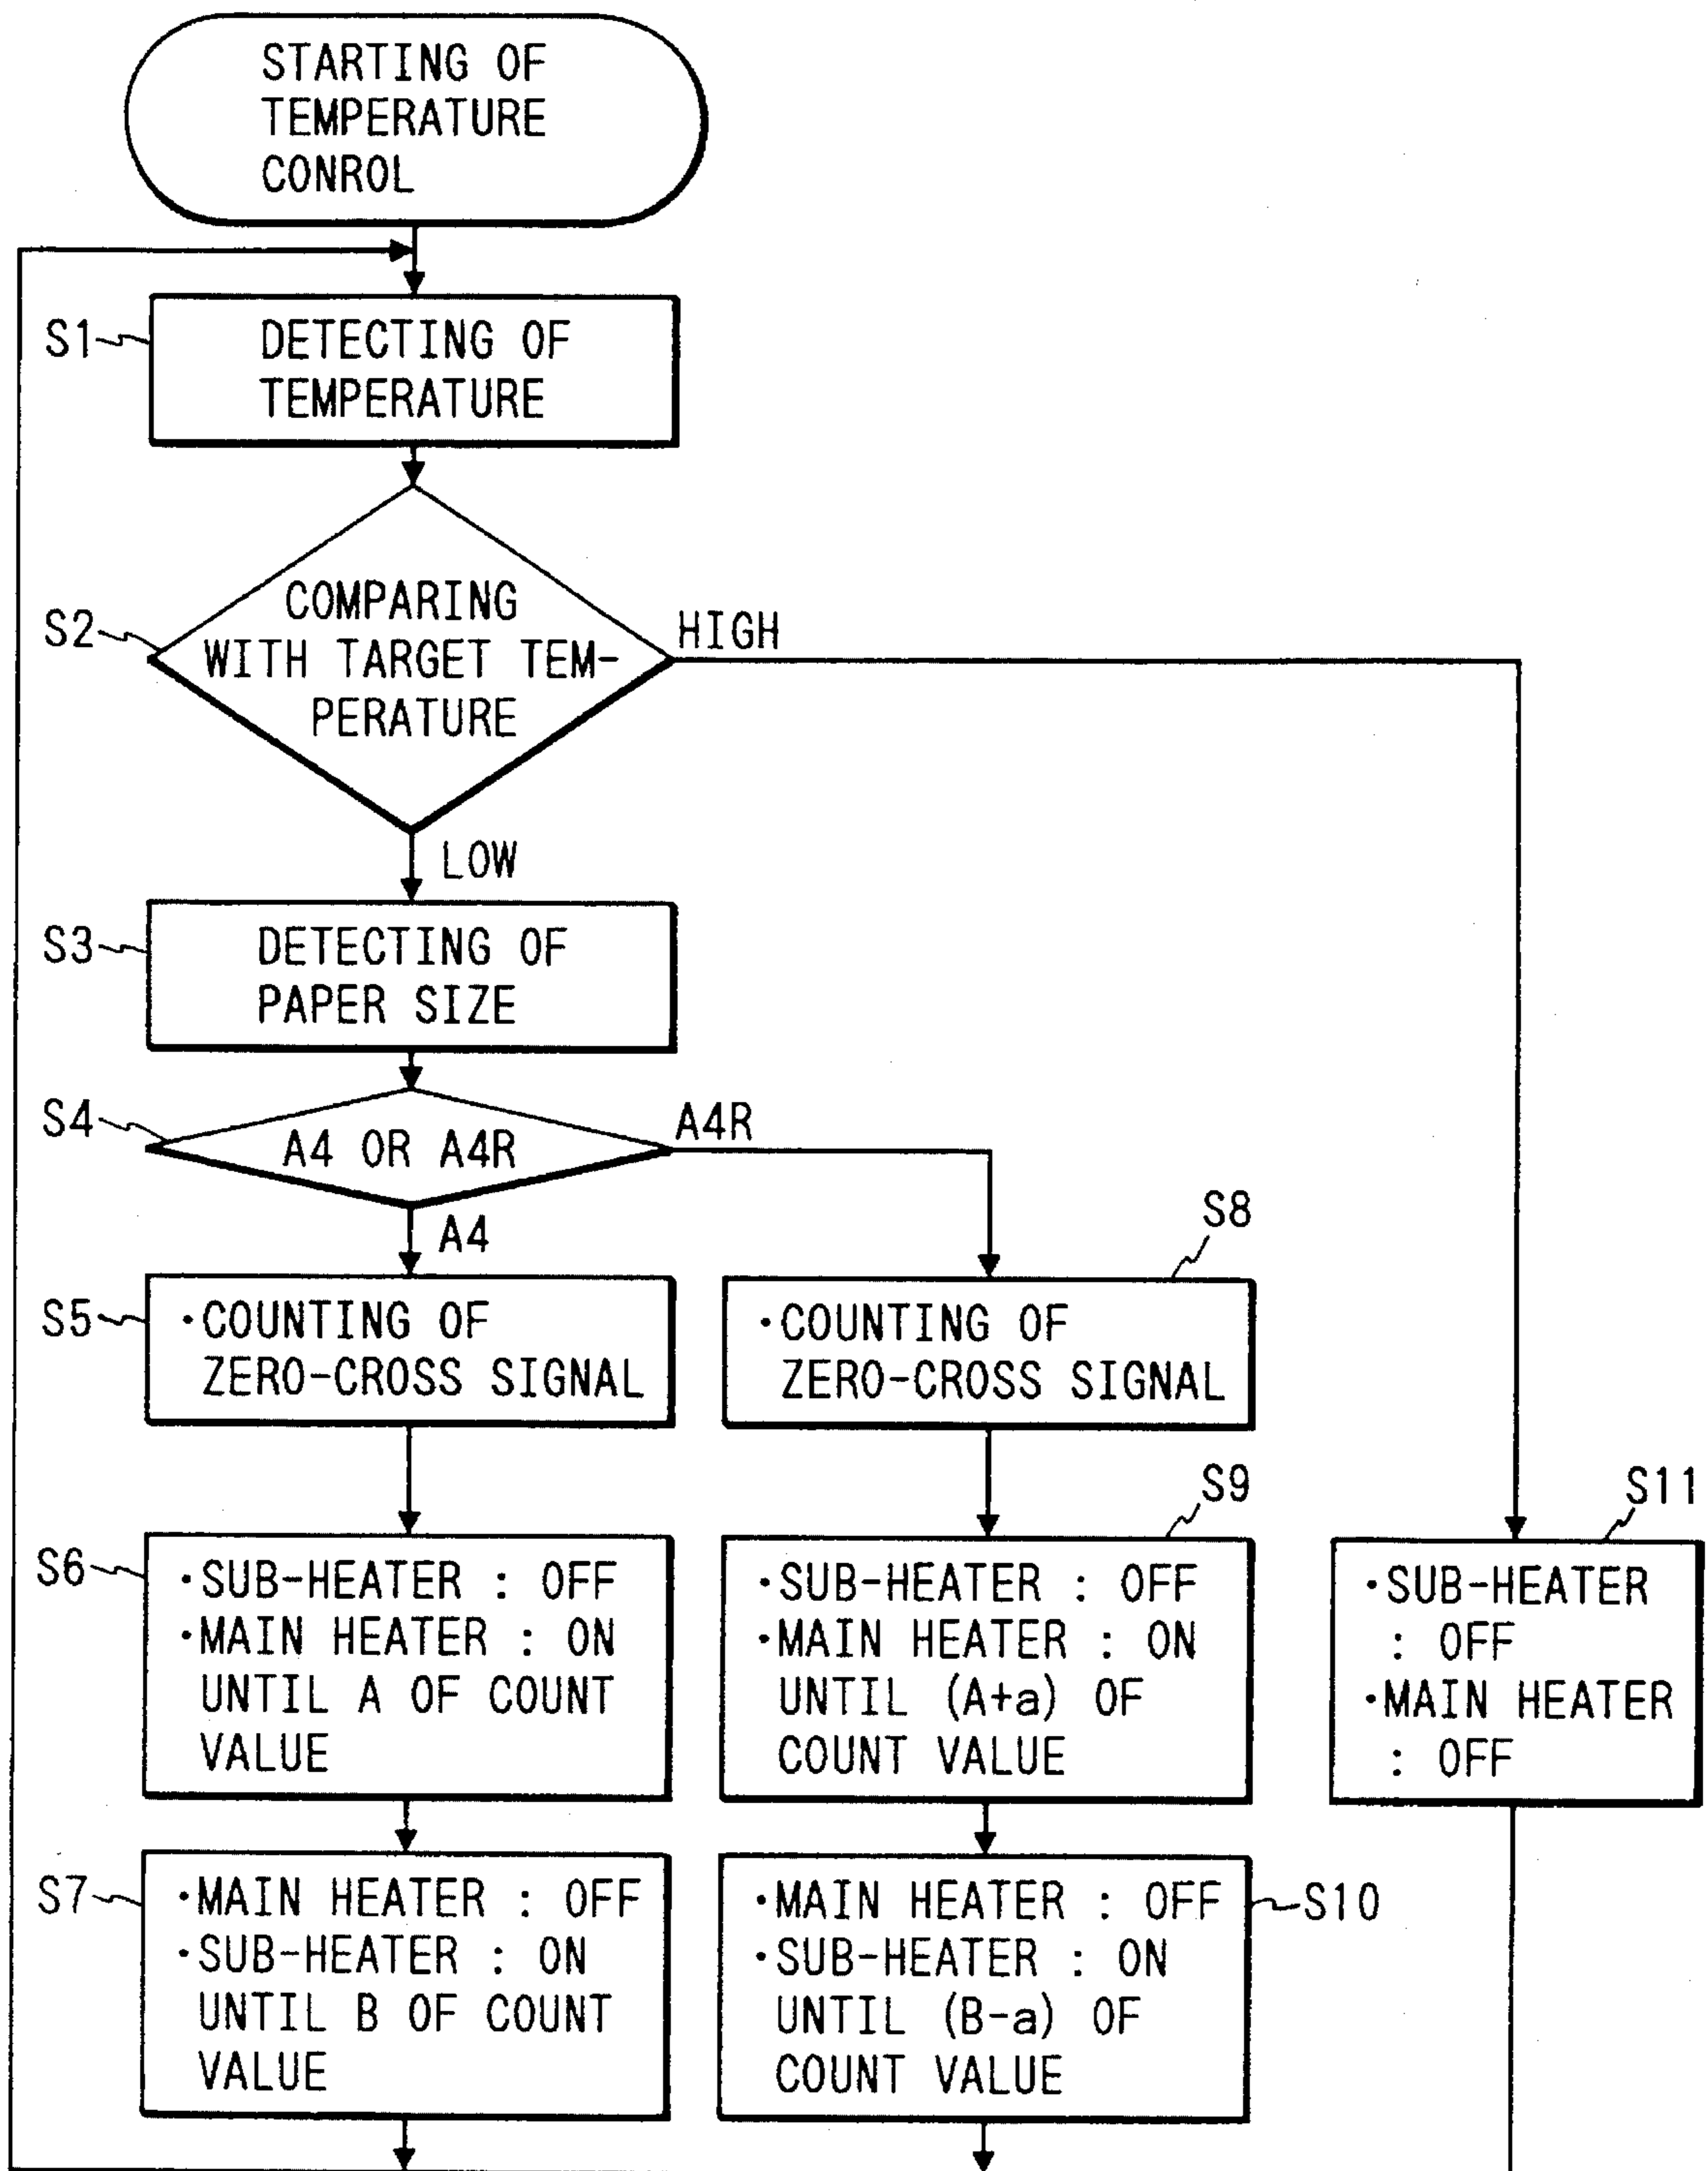 STARTING OF
TEMPERATURE
CONROL
S1
DETECTING OF
TEMPERATURE
S2
COMPARING
WITH TARGET TEM-
PERATURE
HIGH
LOW
S3
DETECTING OF
PAPER SIZE
S4
A4 OR A4R
A4R
A4
S5
·COUNTING OF
ZERO-CROSS SIGNAL
S8
·COUNTING OF
ZERO-CROSS SIGNAL
S6
·SUB-HEATER : OFF
·MAIN HEATER : ON
UNTIL A OF COUNT
VALUE
S9
·SUB-HEATER : OFF
·MAIN HEATER : ON
UNTIL (A+a) OF
COUNT VALUE
S11
·SUB-HEATER
: OFF
·MAIN HEATER
: OFF
S7
·MAIN HEATER : OFF
·SUB-HEATER : ON
UNTIL B OF COUNT
VALUE
S10
·MAIN HEATER : OFF
·SUB-HEATER : ON
UNTIL (B-a) OF
COUNT VALUE